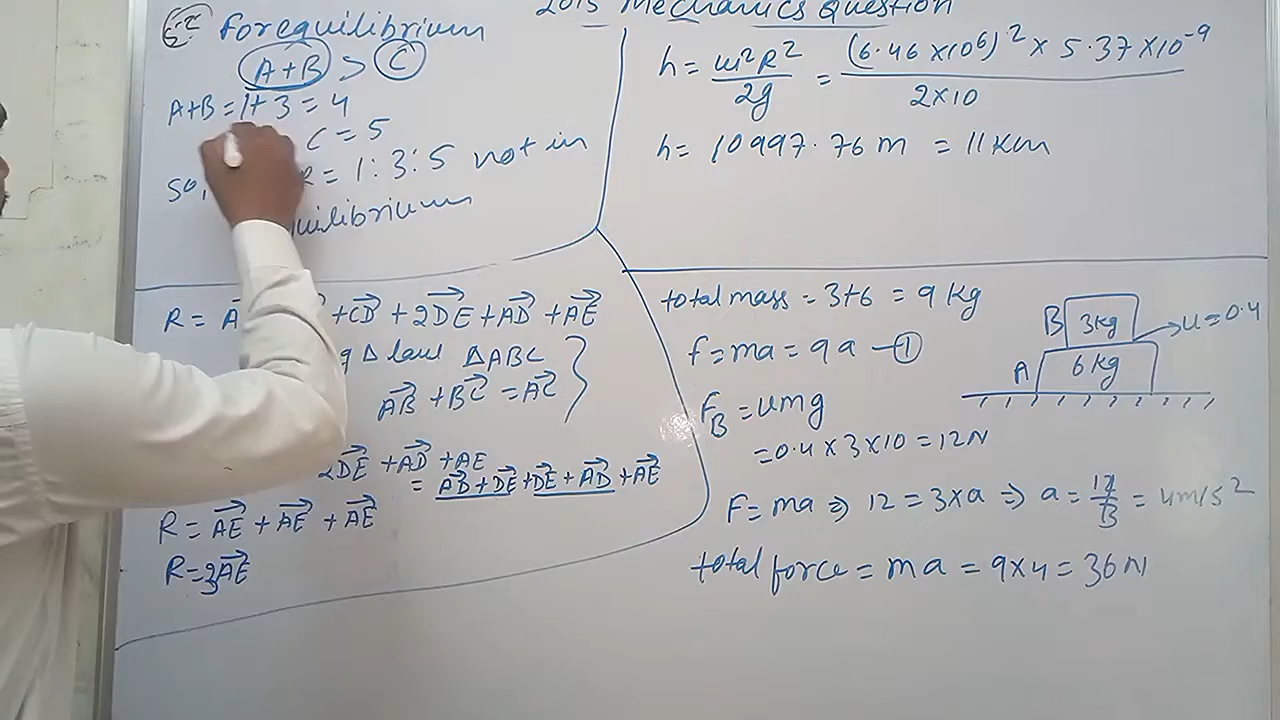 2015 Mechanics Question
For equilibrium
A+B > C
A+B = 1+3 = 4
C = 5
So, R = 1:3:5 not in
uilibrium
h = ω²R²/2g = (6.46 ×10⁶)² × 5.37×10⁻⁹ / 2×10
h = 10997.76 m = 11 Km
R = + CD + 2DE + AD + AE
g Δ law ΔABC
AB + BC = AC
2DE + AD + AE
= AD + DE + DE + AD + AE
R = AE + AE + AE
R = 3AE
total mass = 3+6 = 9 Kg
f = ma = 9a —①
F_B = umg
= 0.4 × 3 × 10 = 12N
F = ma ⇒ 12 = 3×a ⇒ a = 12/3 = 4m/s²
total force = ma = 9×4 = 36 N
B 3kg → u = 0.4
A 6 kg